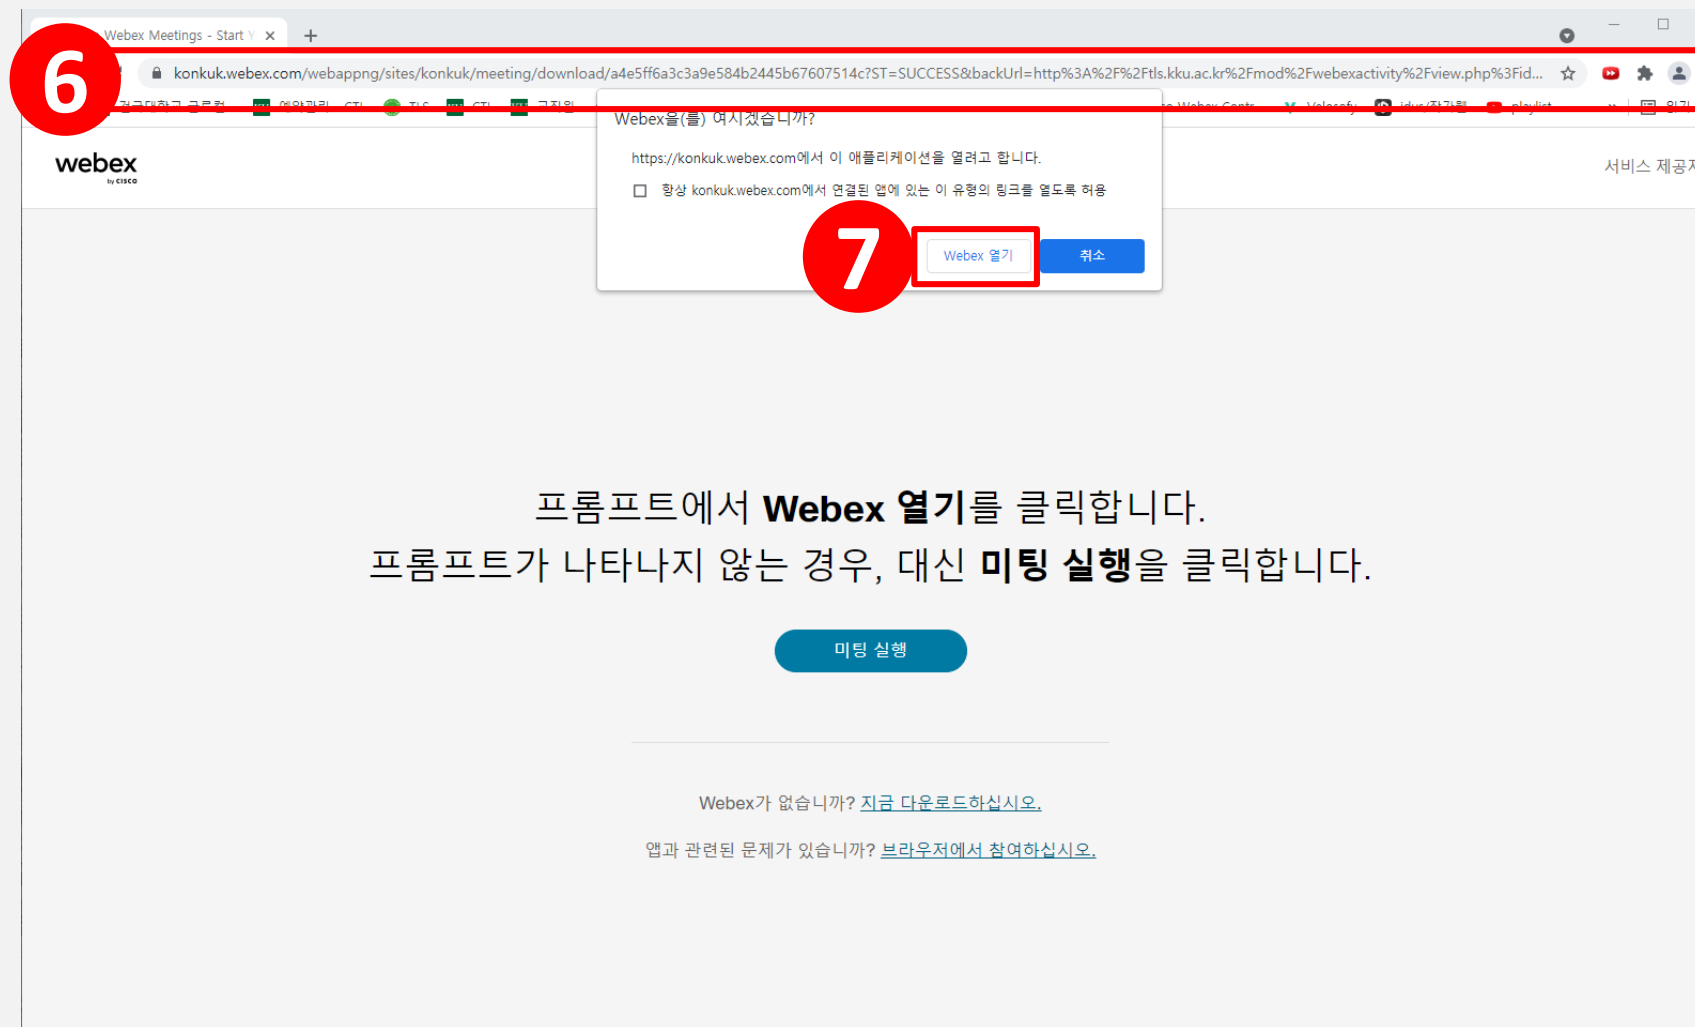 Webex Meetings - Start Y
6
konkuk.webex.com/webappng/sites/konkuk/meeting/download/a4e5ff6a3c3a9e584b2445b67607514c?ST=SUCCESS&backUrl=http%3A%2F%2Ftls.kku.ac.kr%2Fmod%2Fwebexactivity%2Fview.php%3Fid...
Webex을(를) 여시겠습니까?
https://konkuk.webex.com에서 이 애플리케이션을 열려고 합니다.
항상 konkuk.webex.com에서 연결된 앱에 있는 이 유형의 링크를 열도록 허용
7
Webex 열기
취소
webex
by CISCO
서비스 제공자
프롬프트에서 Webex 열기를 클릭합니다.
프롬프트가 나타나지 않는 경우, 대신 미팅 실행을 클릭합니다.
미팅 실행
Webex가 없습니까? 지금 다운로드하십시오.
앱과 관련된 문제가 있습니까? 브라우저에서 참여하십시오.